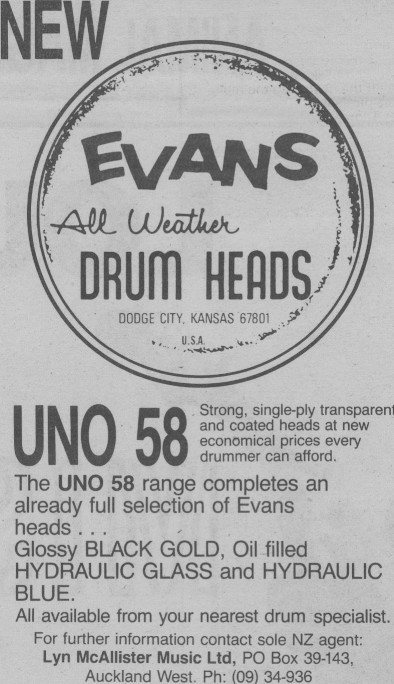 NEW
EVANS
All Weather
DRUM HEADS
DODGE CITY, KANSAS 67801
U.S.A.
UNO 58
Strong, single-ply transparent
and coated heads at new
economical prices every
drummer can afford.
The UNO 58 range completes an
already full selection of Evans
heads . . .
Glossy BLACK GOLD, Oil filled
HYDRAULIC GLASS and HYDRAULIC
BLUE.
All available from your nearest drum specialist.
For further information contact sole NZ agent:
Lyn McAllister Music Ltd, PO Box 39-143,
Auckland West. Ph: (09) 34-936